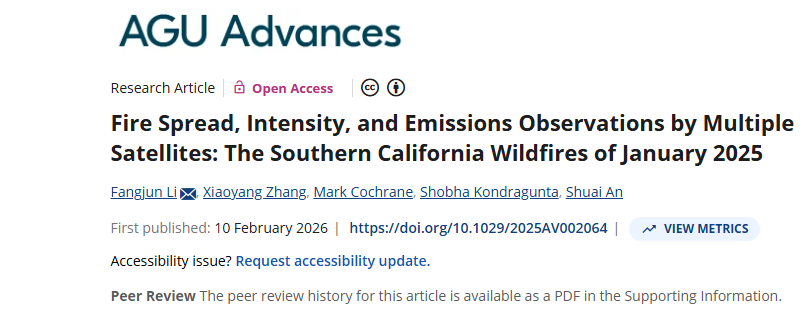 AGU Advances
Research Article | Open Access | cc
Fire Spread, Intensity, and Emissions Observations by Multiple
Satellites: The Southern California Wildfires of January 2025
Fangjun Li, Xiaoyang Zhang, Mark Cochrane, Shobha Kondragunta, Shuai An
First published: 10 February 2026 | https://doi.org/10.1029/2025AV002064 | VIEW METRICS
Accessibility issue? Request accessibility update.
Peer Review The peer review history for this article is available as a PDF in the Supporting Information.